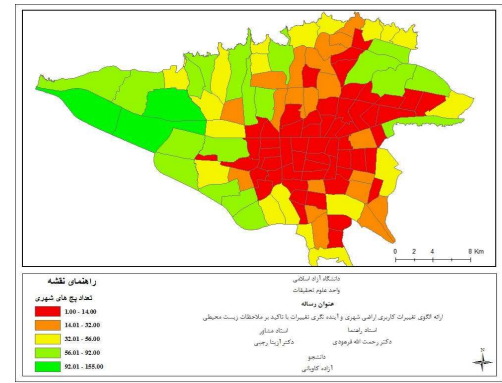 0 2 4 8 Km
راهنمای نقشه
تعداد پچ های شهری
1.00 - 14.00
14.01 - 32.00
32.01 - 56.00
56.01 - 92.00
92.01 - 155.00
دانشگاه آزاد اسلامی
واحد علوم تحقیقات
عنوان رساله
ارائه الگوی تغییرات کاربری اراضی شهری و آینده نگری تغییرات با تاکید بر ملاحظات زیست محیطی
استاد راهنما استاد مشاور
دکتر رحمت الله فرهودی دکتر آزیتا رجبی
دانشجو
آزاده کاویانی
N